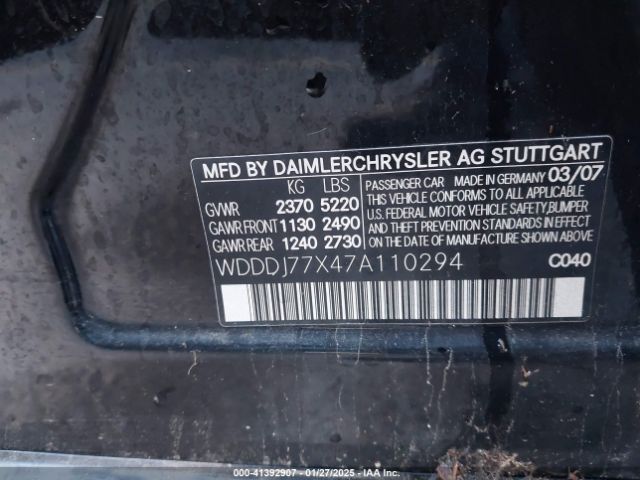 MFD BY DAIMLERCHRYSLER AG STUTTGART
KG LBS
GVWR 2370 5220
GAWR FRONT 1130 2490
GAWR REAR 1240 2730
PASSENGER CAR MADE IN GERMANY 03/07
THIS VEHICLE CONFORMS TO ALL APPLICABLE
U.S. FEDERAL MOTOR VEHICLE SAFETY, BUMPER
AND THEFT PREVENTION STANDARDS IN EFFECT
ON THE DATE OF MANUFACTURE SHOWN ABOVE.
WDDDJ77X47A110294 C040
000-41392907 - 01/27/2025 - IAA Inc.